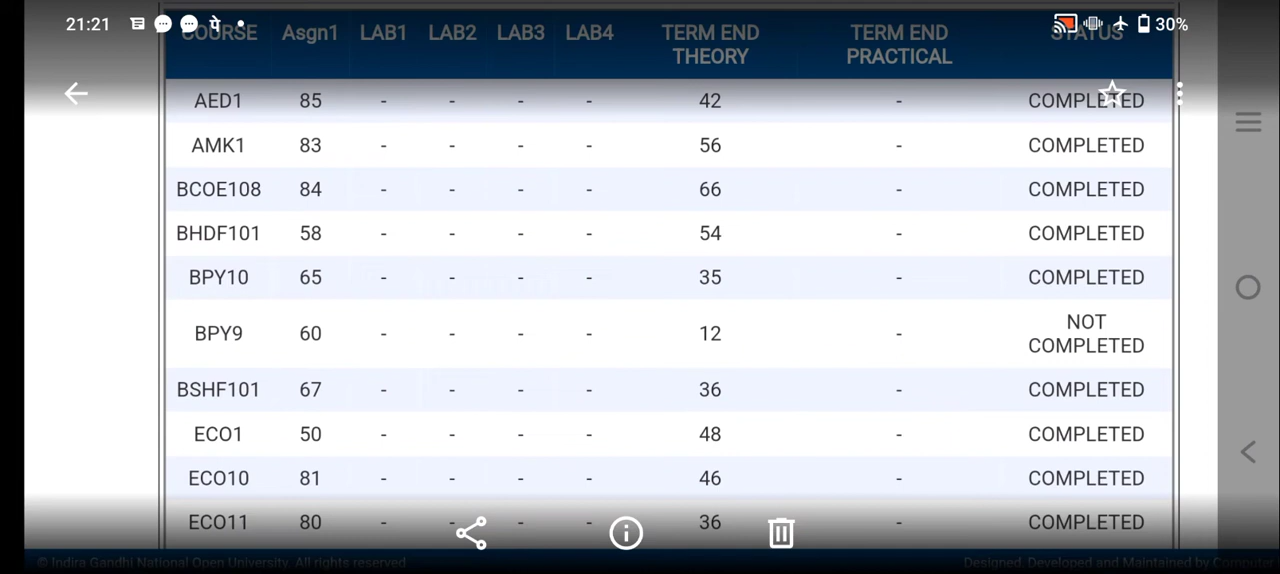 21:21 पे 30%
COURSE Asgn1 LAB1 LAB2 LAB3 LAB4 TERM END THEORY TERM END PRACTICAL STATUS
AED1 85 - - - - 42 - COMPLETED
AMK1 83 - - - - 56 - COMPLETED
BCOE108 84 - - - - 66 - COMPLETED
BHDF101 58 - - - - 54 - COMPLETED
BPY10 65 - - - - 35 - COMPLETED
BPY9 60 - - - - 12 - NOT COMPLETED
BSHF101 67 - - - - 36 - COMPLETED
ECO1 50 - - - - 48 - COMPLETED
ECO10 81 - - - - 46 - COMPLETED
ECO11 80 - - - - 36 - COMPLETED
© Indira Gandhi National Open University. All rights reserved Designed, Developed and Maintained by Computer